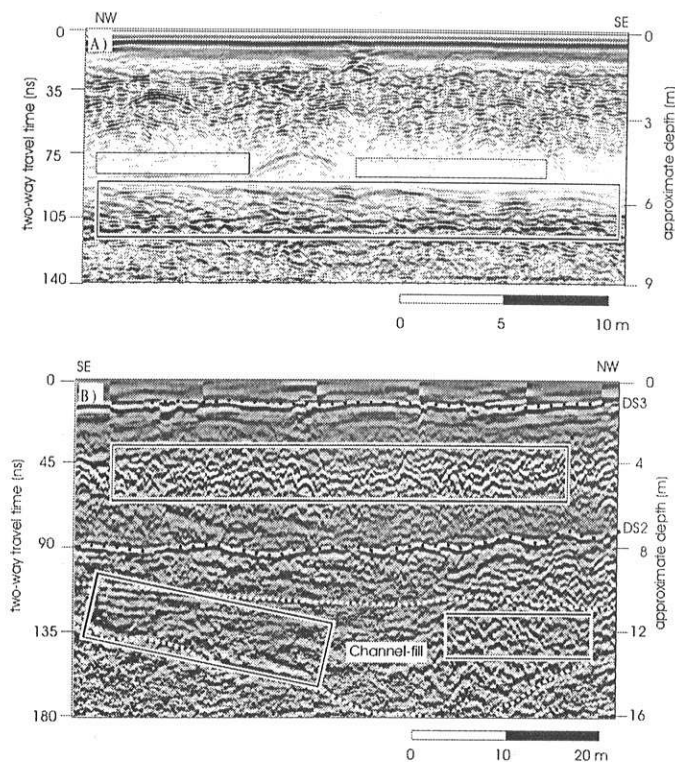 NW SE
A)
two-way travel time [ns]
0
35
75
105
140
approximate depth [m]
0
3
6
9
0 5 10 m
SE NW
B)
two-way travel time [ns]
0
45
90
135
180
approximate depth [m]
0
4
8
12
16
DS3
DS2
Channel-fill
0 10 20 m